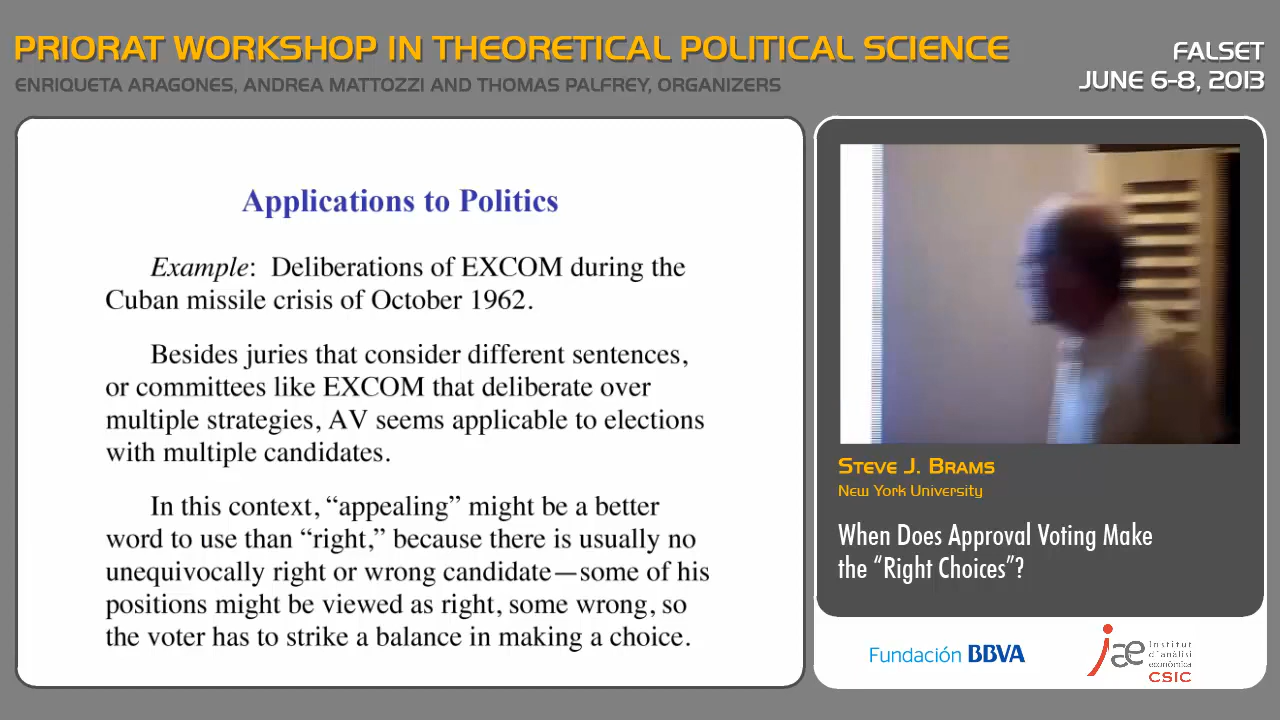 PRIORAT WORKSHOP IN THEORETICAL POLITICAL SCIENCE
ENRIQUETA ARAGONES, ANDREA MATTOZZI AND THOMAS PALFREY, ORGANIZERS
FALSET
JUNE 6-8, 2013
Applications to Politics
Example: Deliberations of EXCOM during the
Cuban missile crisis of October 1962.
Besides juries that consider different sentences,
or committees like EXCOM that deliberate over
multiple strategies, AV seems applicable to elections
with multiple candidates.
In this context, “appealing” might be a better
word to use than “right,” because there is usually no
unequivocally right or wrong candidate—some of his
positions might be viewed as right, some wrong, so
the voter has to strike a balance in making a choice.
STEVE J. BRAMS
New York University
When Does Approval Voting Make
the “Right Choices”?
Fundación BBVA
jae
Institut
d'anàlisi
econòmica
CSIC